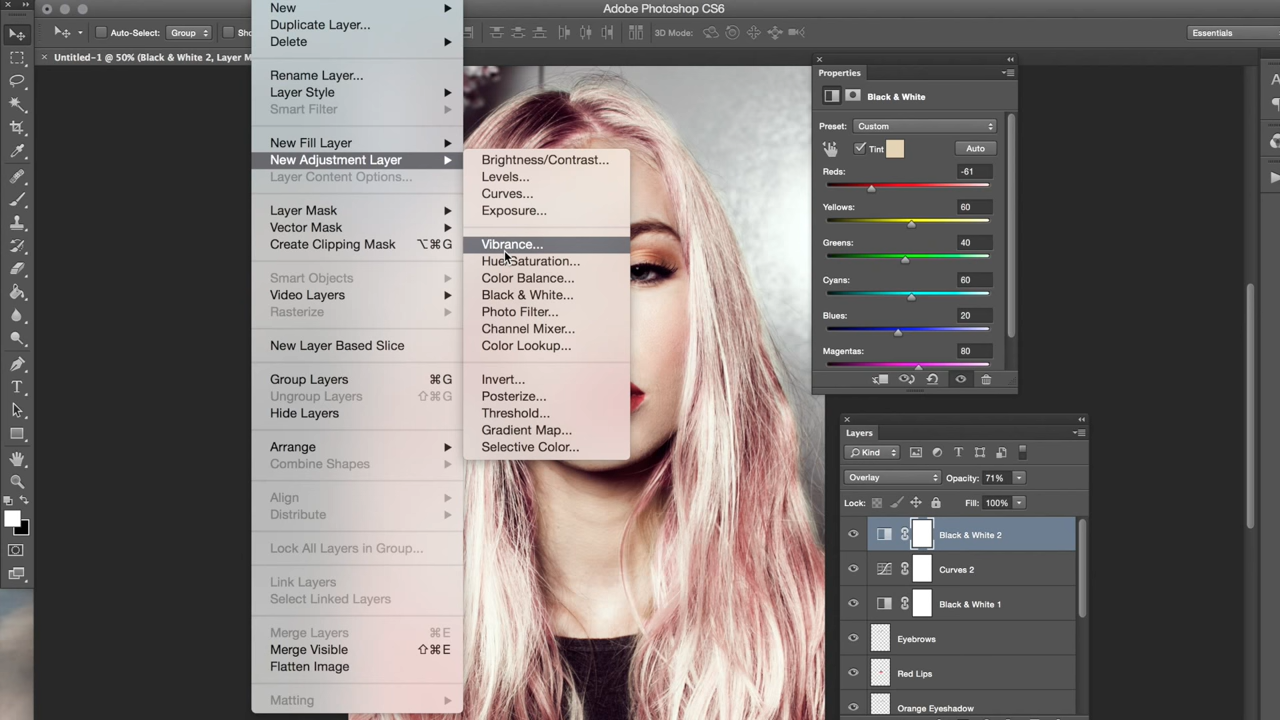 Adobe Photoshop CS6
Auto-Select: Group Sho 3D Mode: Essentials
Untitled-1 @ 50% (Black & White 2, Layer M
New
Duplicate Layer...
Delete
Rename Layer...
Layer Style
Smart Filter
New Fill Layer
New Adjustment Layer
Layer Content Options...
Layer Mask
Vector Mask
Create Clipping Mask ⌥⌘G
Smart Objects
Video Layers
Rasterize
New Layer Based Slice
Group Layers ⌘G
Ungroup Layers ⇧⌘G
Hide Layers
Arrange
Combine Shapes
Align
Distribute
Lock All Layers in Group...
Link Layers
Select Linked Layers
Merge Layers ⌘E
Merge Visible ⇧⌘E
Flatten Image
Matting
Brightness/Contrast...
Levels...
Curves...
Exposure...
Vibrance...
Hue/Saturation...
Color Balance...
Black & White...
Photo Filter...
Channel Mixer...
Color Lookup...
Invert...
Posterize...
Threshold...
Gradient Map...
Selective Color...
Properties
Black & White
Preset: Custom
Tint Auto
Reds: -61
Yellows: 60
Greens: 40
Cyans: 60
Blues: 20
Magentas: 80
Layers
Kind
Overlay Opacity: 71%
Lock: Fill: 100%
Black & White 2
Curves 2
Black & White 1
Eyebrows
Red Lips
Orange Eyeshadow